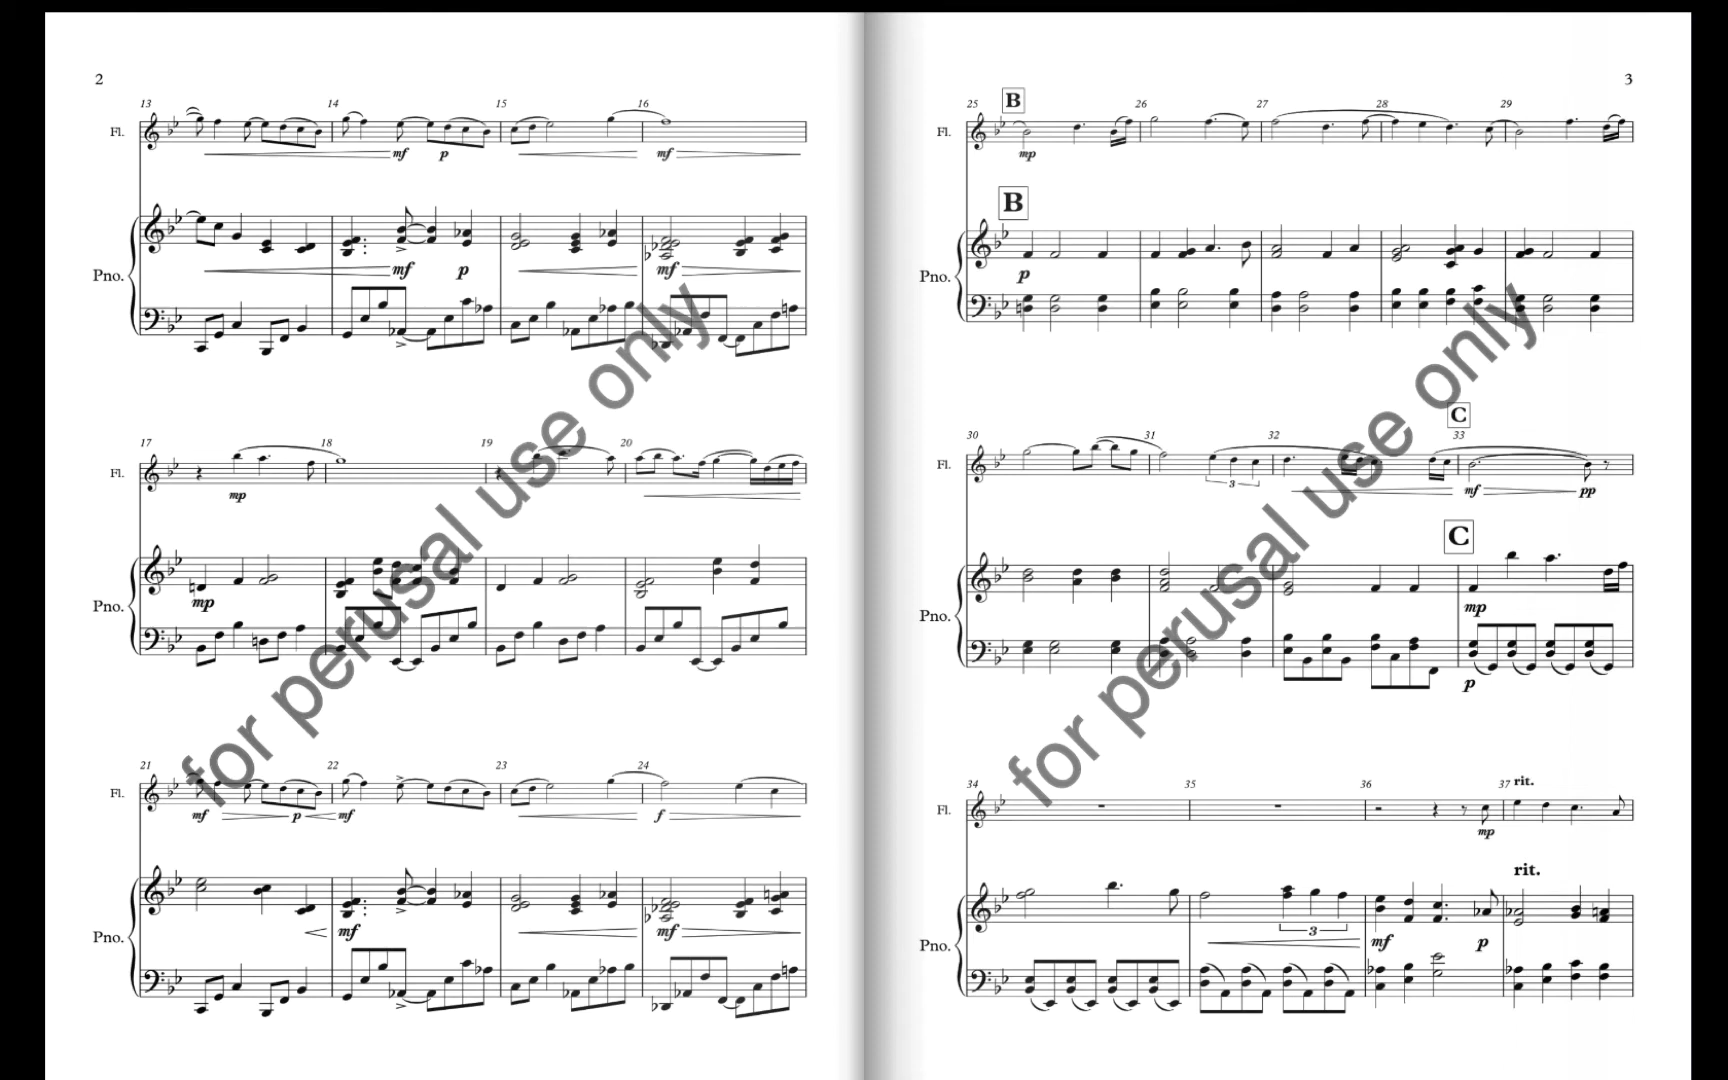 2
13 14 15 16
Fl.
mf p mf
Pno.
mf p mf
17 18 19 20
Fl.
mp
Pno.
mp
21 22 23 24
Fl.
mf p mf f
Pno.
mf mf
for perusal use only
3
25 B 26 27 28 29
Fl.
mp
B
Pno.
p
C
30 31 32 33
Fl.
3
mf pp
C
Pno.
mp
p
34 35 36 37 rit.
Fl.
mp
rit.
Pno.
3
mf p
for perusal use only